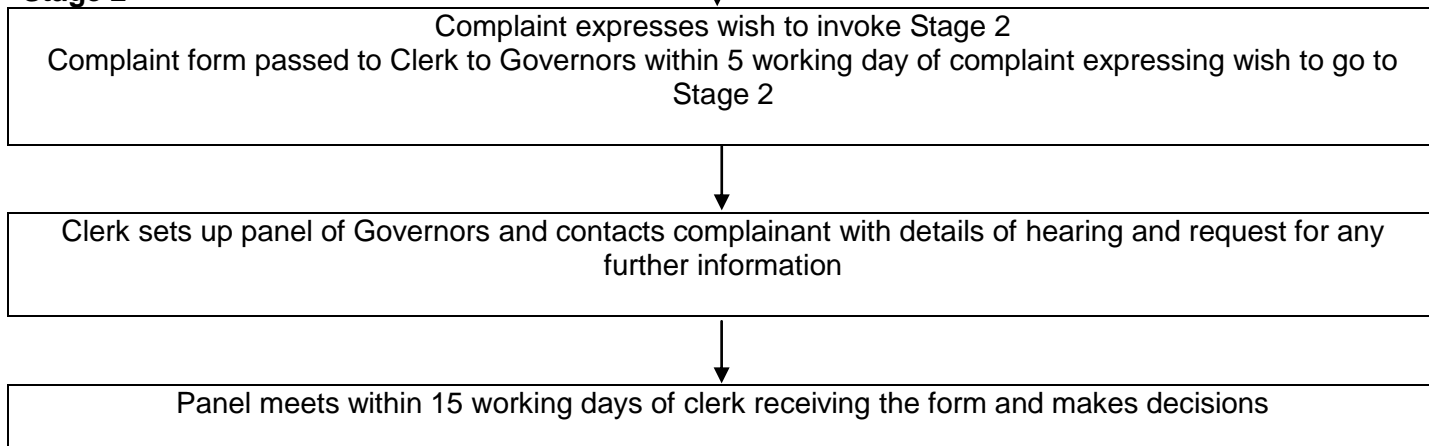 Stage 2
Complaint expresses wish to invoke Stage 2
Complaint form passed to Clerk to Governors within 5 working day of complaint expressing wish to go to
Stage 2
Clerk sets up panel of Governors and contacts complainant with details of hearing and request for any
further information
Panel meets within 15 working days of clerk receiving the form and makes decisions